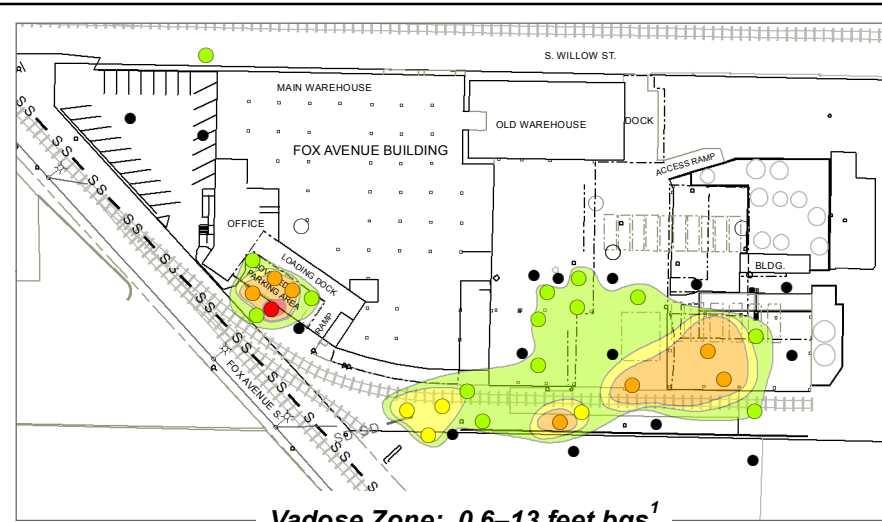 S. WILLOW ST.
MAIN WAREHOUSE
OLD WAREHOUSE
DOCK
FOX AVENUE BUILDING
ACCESS RAMP
OFFICE
LOADING DOCK
BLDG.
PARKING AREA
RAMP
FOX AVENUE S.
S S
S S
S S
S S
S S
S S
S S
S S
S
Vadose Zone: 0.6–13 feet bgs1